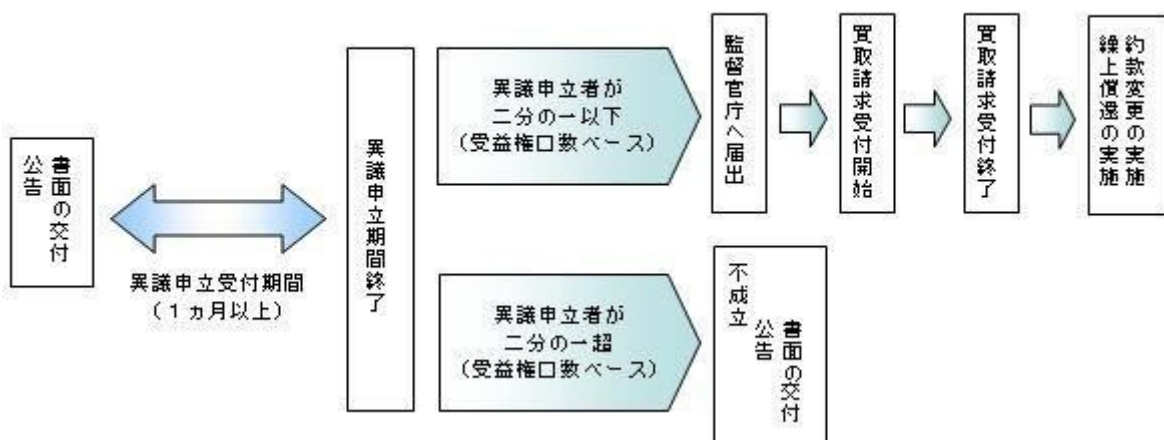 書面の交付
公告
異議申立受付期間
（１ヵ月以上）
異議申立期間終了
異議申立者が
二分の一以下
（受益権口数ベース）
監督官庁へ届出
買取請求受付開始
買取請求受付終了
約款変更の実施
繰上償還の実施
異議申立者が
二分の一超
（受益権口数ベース）
不成立
書面の交付
公告